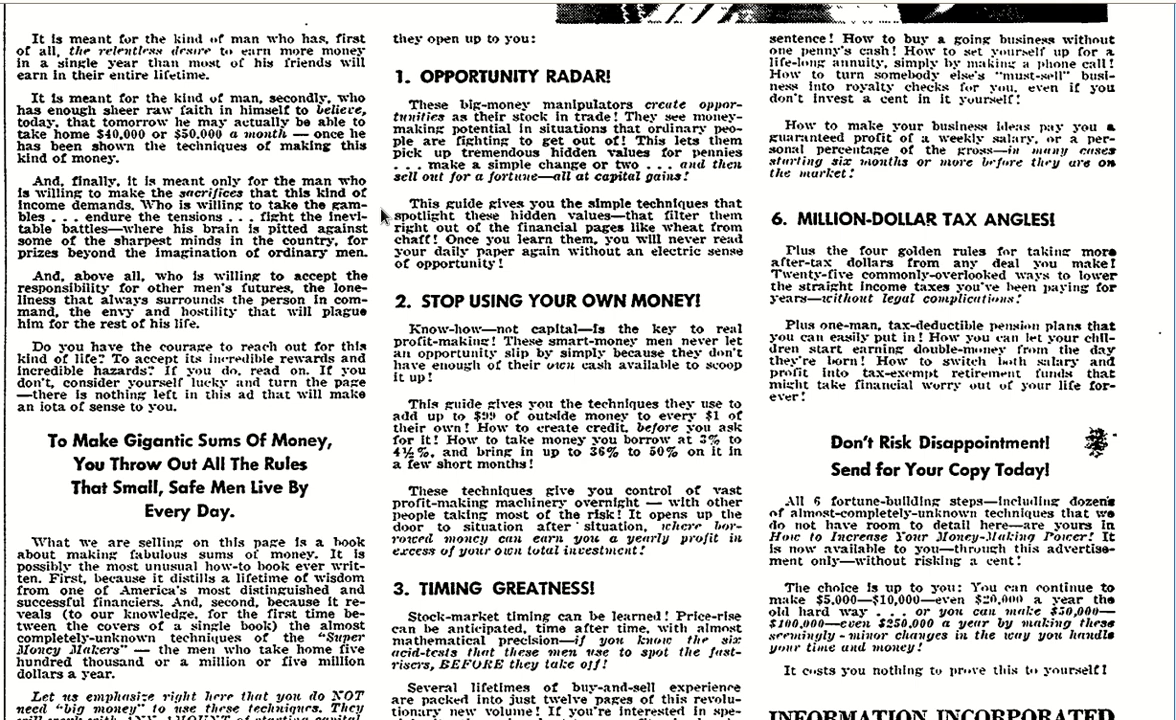 It is meant for the kind of man who has, first
of all, the relentless desire to earn more money
in a single year than most of his friends will
earn in their entire lifetime.
It is meant for the kind of man, secondly, who
has enough sheer raw faith in himself to believe,
today, that tomorrow he may actually be able to
take home $40,000 or $50,000 a month — once he
has been shown the techniques of making this
kind of money.
And, finally, it is meant only for the man who
is willing to make the sacrifices that this kind of
income demands. Who is willing to take the gam-
bles . . . endure the tensions . . . fight the inevi-
table battles—where his brain is pitted against
some of the sharpest minds in the country, for
prizes beyond the imagination of ordinary men.
And, above all, who is willing to accept the
responsibility for other men's futures, the lone-
liness that always surrounds the person in com-
mand, the envy and hostility that will plague
him for the rest of his life.
Do you have the courage to reach out for this
kind of life? To accept its incredible rewards and
incredible hazards? If you do, read on. If you
don't, consider yourself lucky and turn the page
—there is nothing left in this ad that will make
an iota of sense to you.
To Make Gigantic Sums Of Money,
You Throw Out All The Rules
That Small, Safe Men Live By
Every Day.
What we are selling on this page is a book
about making fabulous sums of money. It is
possibly the most unusual how-to book ever writ-
ten. First, because it distills a lifetime of wisdom
from one of America's most distinguished and
successful financiers. And, second, because it re-
veals (to our knowledge, for the first time be-
tween the covers of a single book) the almost
completely-unknown techniques of the "Super
Money Makers" — the men who take home five
hundred thousand or a million or five million
dollars a year.
Let us emphasize right here that you do NOT
need "big money" to use these techniques. They
will work with ANY AMOUNT of starting capital,
they open up to you:
1. OPPORTUNITY RADAR!
These big-money manipulators create oppor-
tunities as their stock in trade! They see money-
making potential in situations that ordinary peo-
ple are fighting to get out of! This lets them
pick up tremendous hidden values for pennies
. . . make a simple change or two . . . and then
sell out for a fortune—all at capital gains!
This guide gives you the simple techniques that
spotlight these hidden values—that filter them
right out of the financial pages like wheat from
chaff! Once you learn them, you will never read
your daily paper again without an electric sense
of opportunity!
2. STOP USING YOUR OWN MONEY!
Know-how—not capital—is the key to real
profit-making! These smart-money men never let
an opportunity slip by simply because they don't
have enough of their own cash available to scoop
it up!
This guide gives you the techniques they use to
add up to $99 of outside money to every $1 of
their own! How to create credit, before you ask
for it! How to take money you borrow at 3% to
4½%, and bring in up to 36% to 50% on it in
a few short months!
These techniques give you control of vast
profit-making machinery overnight — with other
people taking most of the risk! It opens up the
door to situation after situation, where bor-
rowed money can earn you a yearly profit in
excess of your own total investment!
3. TIMING GREATNESS!
Stock-market timing can be learned! Price-rise
can be anticipated, time after time, with almost
mathematical precision—if you know the six
acid-tests that these men use to spot the fast-
risers, BEFORE they take off!
Several lifetimes of buy-and-sell experience
are packed into just twelve pages of this revolu-
tionary new volume! If you're interested in spe-
sentence! How to buy a going business without
one penny's cash! How to set yourself up for a
life-long annuity, simply by making a phone call!
How to turn somebody else's "must-sell" busi-
ness into royalty checks for you, even if you
don't invest a cent in it yourself!
How to make your business ideas pay you a
guaranteed profit of a weekly salary, or a per-
sonal percentage of the gross—in many cases
starting six months or more before they are on
the market!
6. MILLION-DOLLAR TAX ANGLES!
Plus the four golden rules for taking more
after-tax dollars from any deal you make!
Twenty-five commonly-overlooked ways to lower
the straight income taxes you've been paying for
years—without legal complications!
Plus one-man, tax-deductible pension plans that
you can easily put in! How you can let your chil-
dren start earning double-money from the day
they're born! How to switch both salary and
profit into tax-exempt retirement funds that
might take financial worry out of your life for-
ever!
Don't Risk Disappointment!
Send for Your Copy Today!
All 6 fortune-building steps—including dozens
of almost-completely-unknown techniques that we
do not have room to detail here—are yours in
How to Increase Your Money-Making Power! It
is now available to you—through this advertise-
ment only—without risking a cent!
The choice is up to you: You can continue to
make $5,000—$10,000—even $20,000 a year the
old hard way . . . or you can make $50,000—
$100,000—even $250,000 a year by making these
seemingly-minor changes in the way you handle
your time and money!
It costs you nothing to prove this to yourself!
INFORMATION INCORPORATED